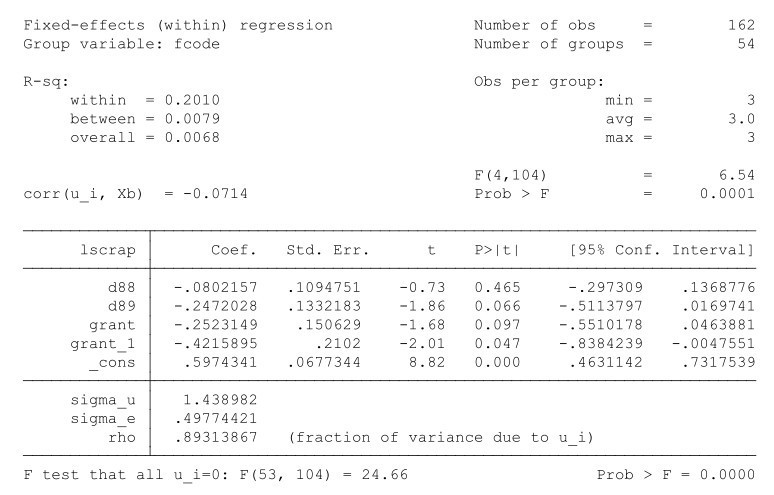 Fixed-effects (within) regression Number of obs = 162
Group variable: fcode Number of groups = 54
R-sq: Obs per group:
within = 0.2010 min = 3
between = 0.0079 avg = 3.0
overall = 0.0068 max = 3
F(4,104) = 6.54
corr(u_i, Xb) = -0.0714 Prob > F = 0.0001
lscrap Coef. Std. Err. t P>|t| [95% Conf. Interval]
d88 -.0802157 .1094751 -0.73 0.465 -.297309 .1368776
d89 -.2472028 .1332183 -1.86 0.066 -.5113797 .0169741
grant -.2523149 .150629 -1.68 0.097 -.5510178 .0463881
grant_1 -.4215895 .2102 -2.01 0.047 -.8384239 -.0047551
_cons .5974341 .0677344 8.82 0.000 .4631142 .7317539
sigma_u 1.438982
sigma_e .49774421
rho .89313867 (fraction of variance due to u_i)
F test that all u_i=0: F(53, 104) = 24.66 Prob > F = 0.0000